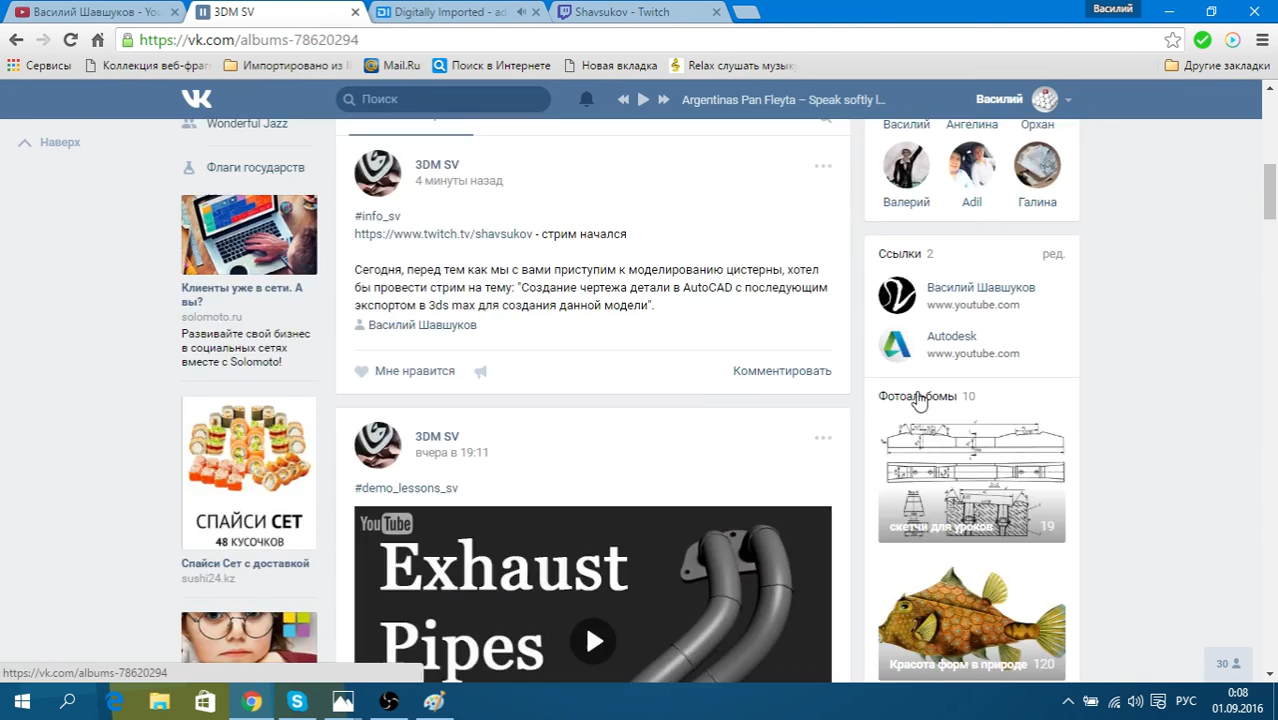 Василий Шавшуков - You
3DM SV
Digitally Imported - ad
Shavsukov - Twitch
Василий
https://vk.com/albums-78620294
Сервисы
Коллекция веб-фраг
Импортировано из I
Mail.Ru
Поиск в Интернете
Новая вкладка
Relax слушать музык
Другие закладки
Поиск
Argentinas Pan Fleyta – Speak softly l...
Василий
Наверх
Wonderful Jazz
Флаги государств
Клиенты уже в сети. А
вы?
solomoto.ru
Развивайте свой бизнес
в социальных сетях
вместе с Solomoto!
СПАЙСИ СЕТ
48 КУСОЧКОВ
Спайси Сет с доставкой
sushi24.kz
3DM SV
4 минуты назад
#info_sv
https://www.twitch.tv/shavsukov - стрим начался
Сегодня, перед тем как мы с вами приступим к моделированию цистерны, хотел
бы провести стрим на тему: "Создание чертежа детали в AutoCAD с последующим
экспортом в 3ds max для создания данной модели".
Василий Шавшуков
Мне нравится
Комментировать
3DM SV
вчера в 19:11
#demo_lessons_sv
YouTube
Exhaust
Pipes
Василий Ангелина Орхан
Валерий Adil Галина
Ссылки 2 ред.
Василий Шавшуков
www.youtube.com
Autodesk
www.youtube.com
Фотоальбомы 10
скетчи для уроков 19
Красота форм в природе 120
30
https://vk.com/albums-78620294
РУС
0:08
01.09.2016